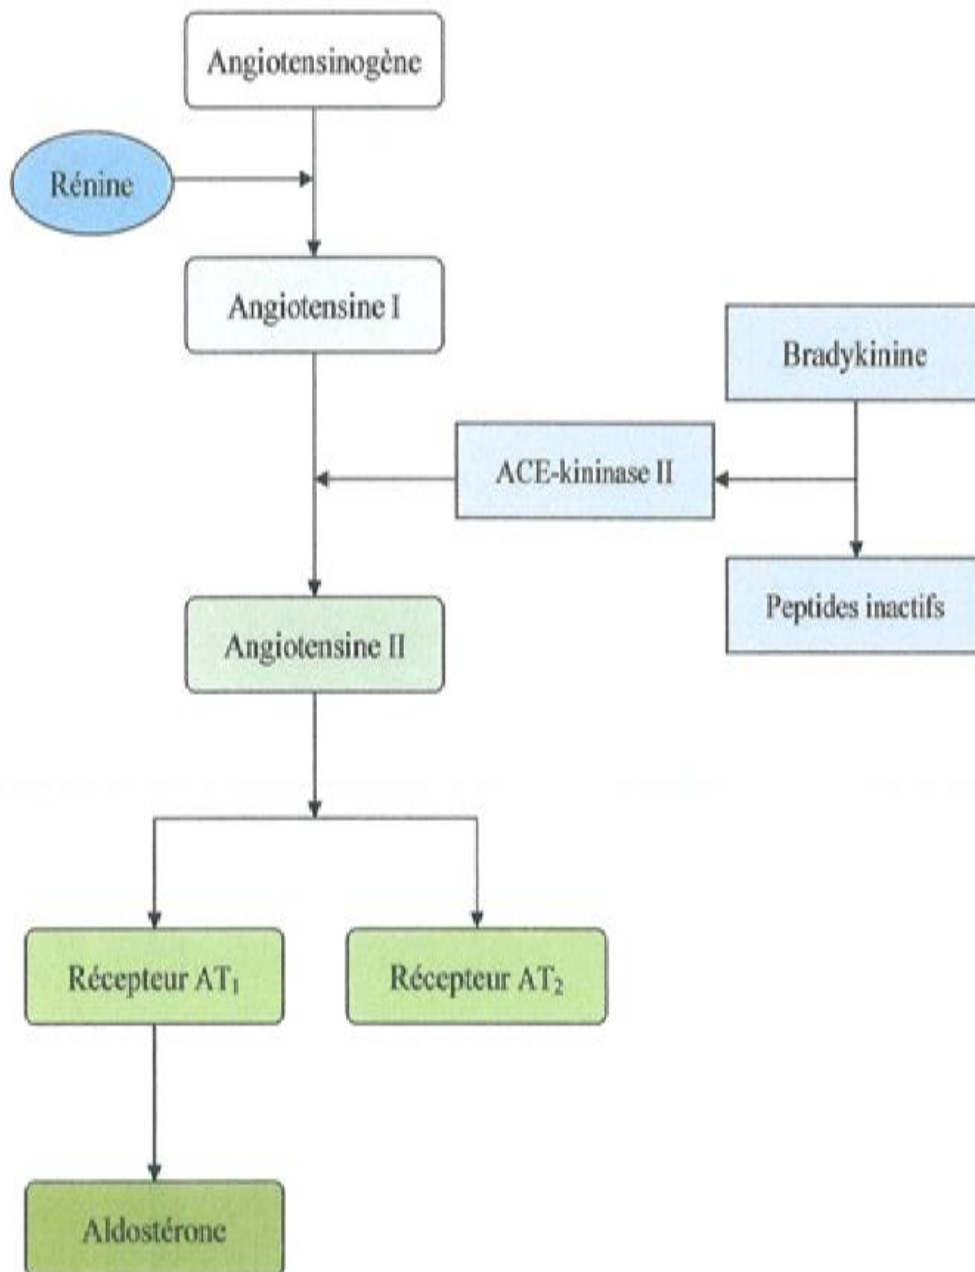 Angiotensinogène
Rénine
Angiotensine I
Bradykinine
ACE-kininase II
Peptides inactifs
Angiotensine II
Récepteur AT₁
Récepteur AT₂
Aldostérone